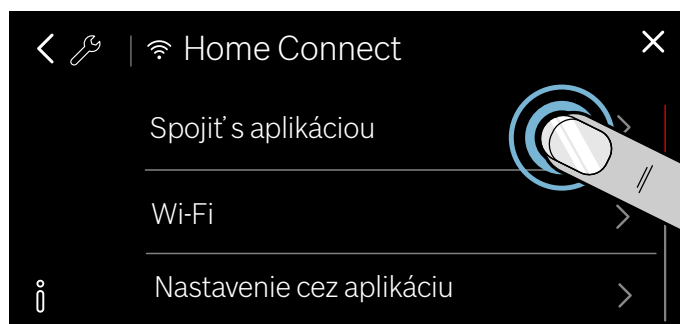 Home Connect
Spojiť s aplikáciou
Wi-Fi
Nastavenie cez aplikáciu